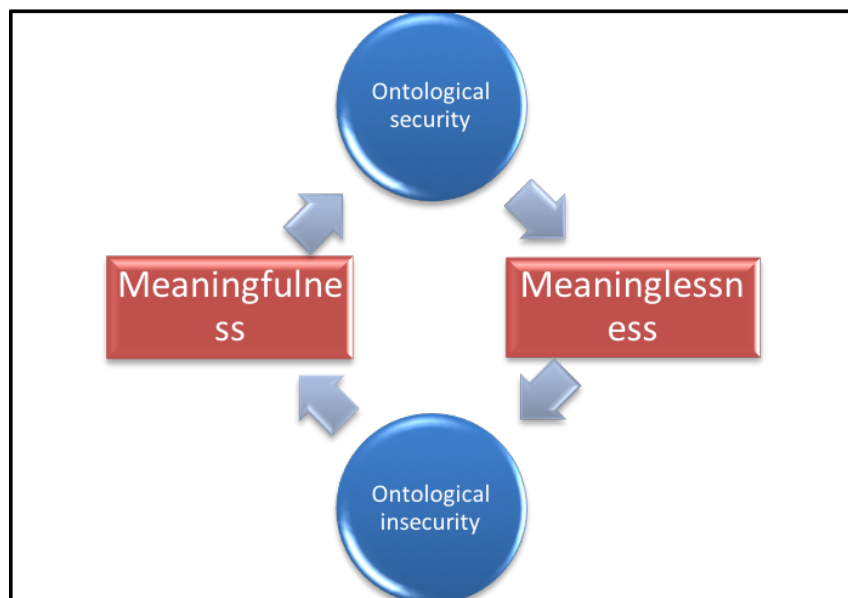 Ontological
security
Meaningfulne
ss
Meaninglessn
ess
Ontological
insecurity